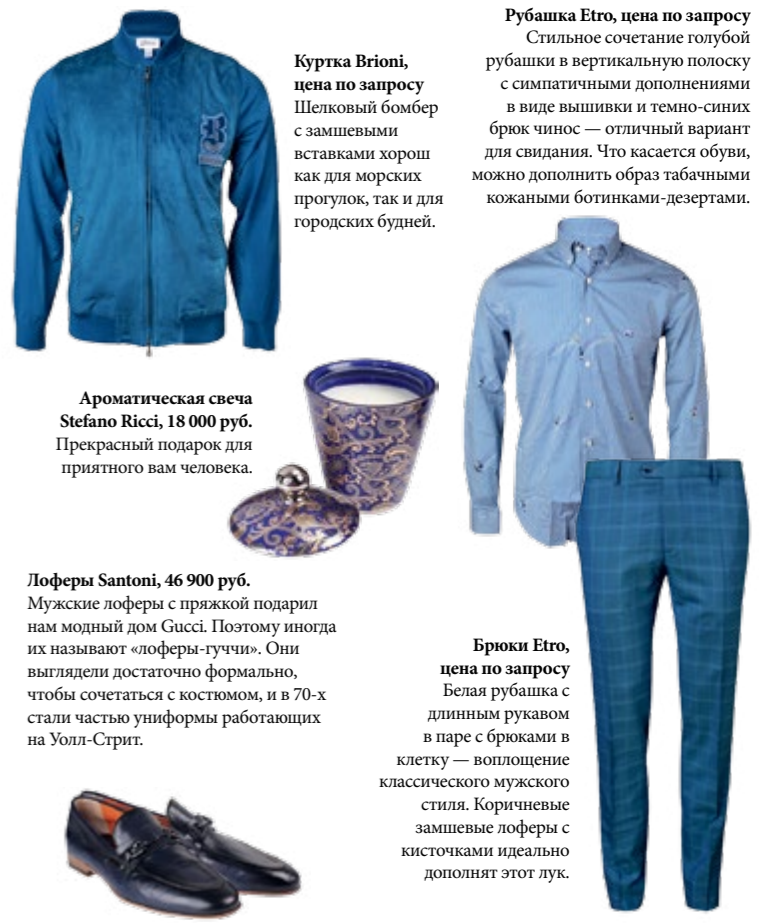 Куртка Brioni,
цена по запросу
Шелковый бомбер
с замшевыми
вставками хорош
как для морских
прогулок, так и для
городских будней.
Рубашка Etro, цена по запросу
Стильное сочетание голубой
рубашки в вертикальную полоску
с симпатичными дополнениями
в виде вышивки и темно-синих
брюк чинос — отличный вариант
для свидания. Что касается обуви,
можно дополнить образ табачными
кожаными ботинками-дезертами.
Ароматическая свеча
Stefano Ricci, 18 000 руб.
Прекрасный подарок для
приятного вам человека.
Лоферы Santoni, 46 900 руб.
Мужские лоферы с пряжкой подарил
нам модный дом Gucci. Поэтому иногда
их называют «лоферы-гуччи». Они
выглядели достаточно формально,
чтобы сочетаться с костюмом, и в 70-х
стали частью униформы работающих
на Уолл-Стрит.
Брюки Etro,
цена по запросу
Белая рубашка с
длинным рукавом
в паре с брюками в
клетку — воплощение
классического мужского
стиля. Коричневые
замшевые лоферы с
кисточками идеально
дополнят этот лук.